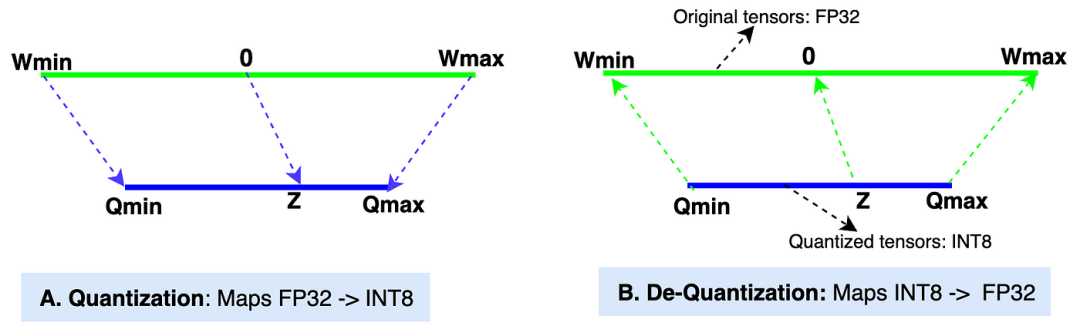 Original tensors: FP32
Wmin 0 Wmax
Wmin 0 Wmax
Qmin Z Qmax
Qmin Z Qmax
Quantized tensors: INT8
A. Quantization: Maps FP32 -> INT8
B. De-Quantization: Maps INT8 -> FP32